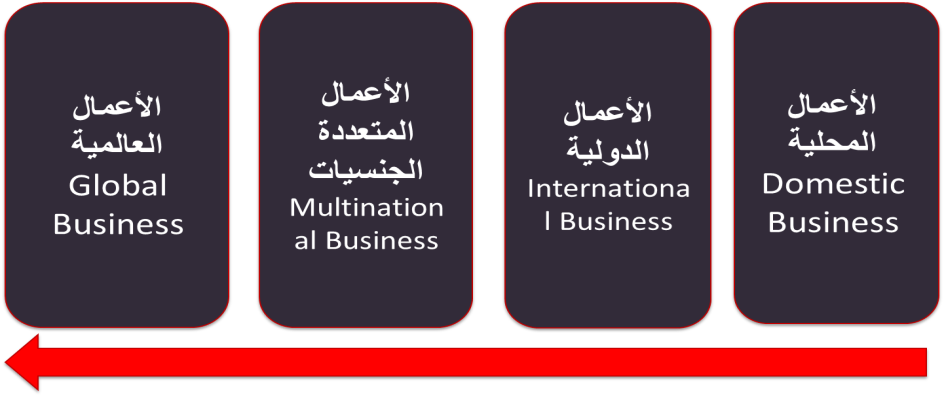 الأعمال
المحلية
Domestic
Business
الأعمال
الدولية
Internationa
l Business
الأعمال
المتعددة
الجنسيات
Multination
al Business
الأعمال
العالمية
Global
Business